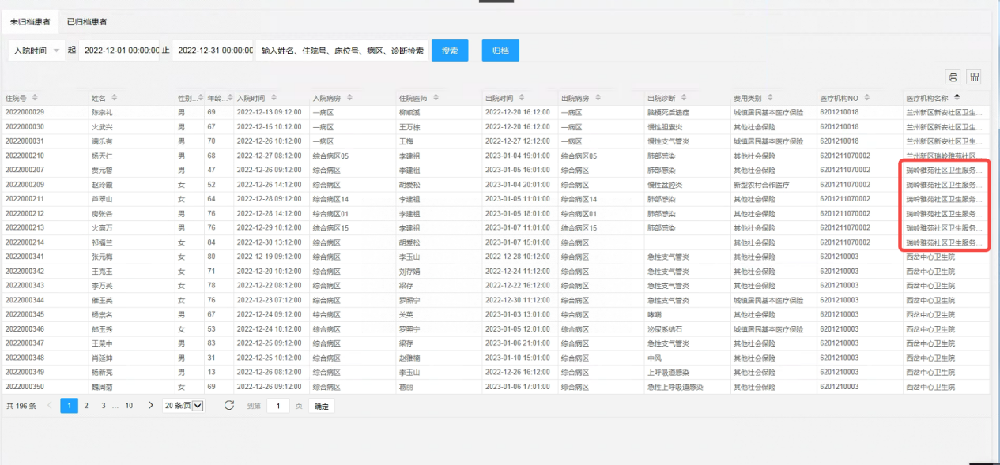 未归档患者 已归档患者
入院时间 起 2022-12-01 00:00:00 止 2022-12-31 00:00:00 输入姓名、住院号、床位号、病区、诊断检索 搜索 归档
住院号 姓名 性别... 年龄... 入院时间 入院病房 住院医师 出院时间 出院病房 出院诊断 费用类别 医疗机构NO 医疗机构名称
2022000029 陈宗礼 男 69 2022-12-13 09:12:00 一病区 柳顺溪 2022-12-20 16:12:00 一病区 脑梗死后遗症 城镇居民基本医疗保险 6201210018 兰州新区新安社区卫生...
2022000030 火武兴 男 67 2022-12-15 10:12:00 一病区 王万栋 2022-12-20 16:12:00 一病区 慢性胆囊炎 其他社会保险 6201210018 兰州新区新安社区卫生...
2022000031 满乐有 男 70 2022-12-26 10:12:00 一病区 王梅 2022-12-27 12:12:00 一病区 慢性支气管炎 城镇居民基本医疗保险 6201210018 兰州新区新安社区卫生...
2022000210 杨天仁 男 68 2022-12-27 08:12:00 综合病区05 李建祖 2023-01-04 19:01:00 综合病区05 肺部感染 其他社会保险 6201211070002 兰州新区瑞岭雅苑社区...
2022000207 贾元智 男 47 2022-12-26 09:12:00 综合病区 李建祖 2023-01-05 16:01:00 综合病区 肺部感染 其他社会保险 6201211070002 瑞岭雅苑社区卫生服务...
2022000209 赵玲霞 女 52 2022-12-26 14:12:00 综合病区 胡爱松 2023-01-04 20:01:00 综合病区 慢性盆腔炎 新型农村合作医疗 6201211070002 瑞岭雅苑社区卫生服务...
2022000211 芦翠山 女 64 2022-12-28 09:12:00 综合病区14 李建祖 2023-01-05 11:01:00 综合病区14 肺部感染 其他社会保险 6201211070002 瑞岭雅苑社区卫生服务...
2022000212 房张各 男 76 2022-12-28 14:12:00 综合病区01 李建祖 2023-01-05 18:01:00 综合病区01 肺部感染 其他社会保险 6201211070002 瑞岭雅苑社区卫生服务...
2022000213 火高万 男 76 2022-12-29 10:12:00 综合病区15 李建祖 2023-01-07 11:01:00 综合病区15 肺部感染 其他社会保险 6201211070002 瑞岭雅苑社区卫生服务...
2022000214 祁福兰 女 84 2022-12-30 13:12:00 综合病区 胡爱松 2023-01-07 15:01:00 综合病区 其他社会保险 6201211070002 瑞岭雅苑社区卫生服务...
2022000341 张元梅 女 80 2022-12-19 09:12:00 综合病区 李玉山 2022-12-28 10:12:00 综合病区 急性支气管炎 其他社会保险 6201210003 西岔中心卫生院
2022000342 王克玉 女 71 2022-12-20 10:12:00 综合病区 刘存娟 2022-12-24 11:12:00 综合病区 急性支气管炎 其他社会保险 6201210003 西岔中心卫生院
2022000343 李万英 女 78 2022-12-22 08:12:00 综合病区 梁存 2022-12-22 16:12:00 综合病区 急性支气管炎 其他社会保险 6201210003 西岔中心卫生院
2022000344 催玉英 女 76 2022-12-23 07:12:00 综合病区 罗照宁 2022-12-30 11:12:00 综合病区 急性支气管炎 城镇居民基本医疗保险 6201210003 西岔中心卫生院
2022000345 杨崇名 男 67 2022-12-24 09:12:00 综合病区 关英 2023-01-03 13:01:00 综合病区 哮喘 其他社会保险 6201210003 西岔中心卫生院
2022000346 郎玉秀 女 53 2022-12-24 10:12:00 综合病区 罗照宁 2023-01-05 12:01:00 综合病区 泌尿系结石 城镇居民基本医疗保险 6201210003 西岔中心卫生院
2022000347 王荣中 男 83 2022-12-25 09:12:00 综合病区 梁存 2023-01-06 21:01:00 综合病区 急性支气管炎 其他社会保险 6201210003 西岔中心卫生院
2022000348 肖延坤 男 31 2022-12-25 10:12:00 综合病区 赵雅楠 2023-01-10 15:01:00 综合病区 中风 其他社会保险 6201210003 西岔中心卫生院
2022000349 杨新亮 男 13 2022-12-26 08:12:00 综合病区 李玉山 2022-12-26 16:12:00 综合病区 上呼吸道感染 其他社会保险 6201210003 西岔中心卫生院
2022000350 魏周菊 女 69 2022-12-26 09:12:00 综合病区 葛丽 2023-01-06 17:01:00 综合病区 急性上呼吸道感染 其他社会保险 6201210003 西岔中心卫生院
共 196 条 1 2 3 ... 10 20 条/页 到第 1 页 确定